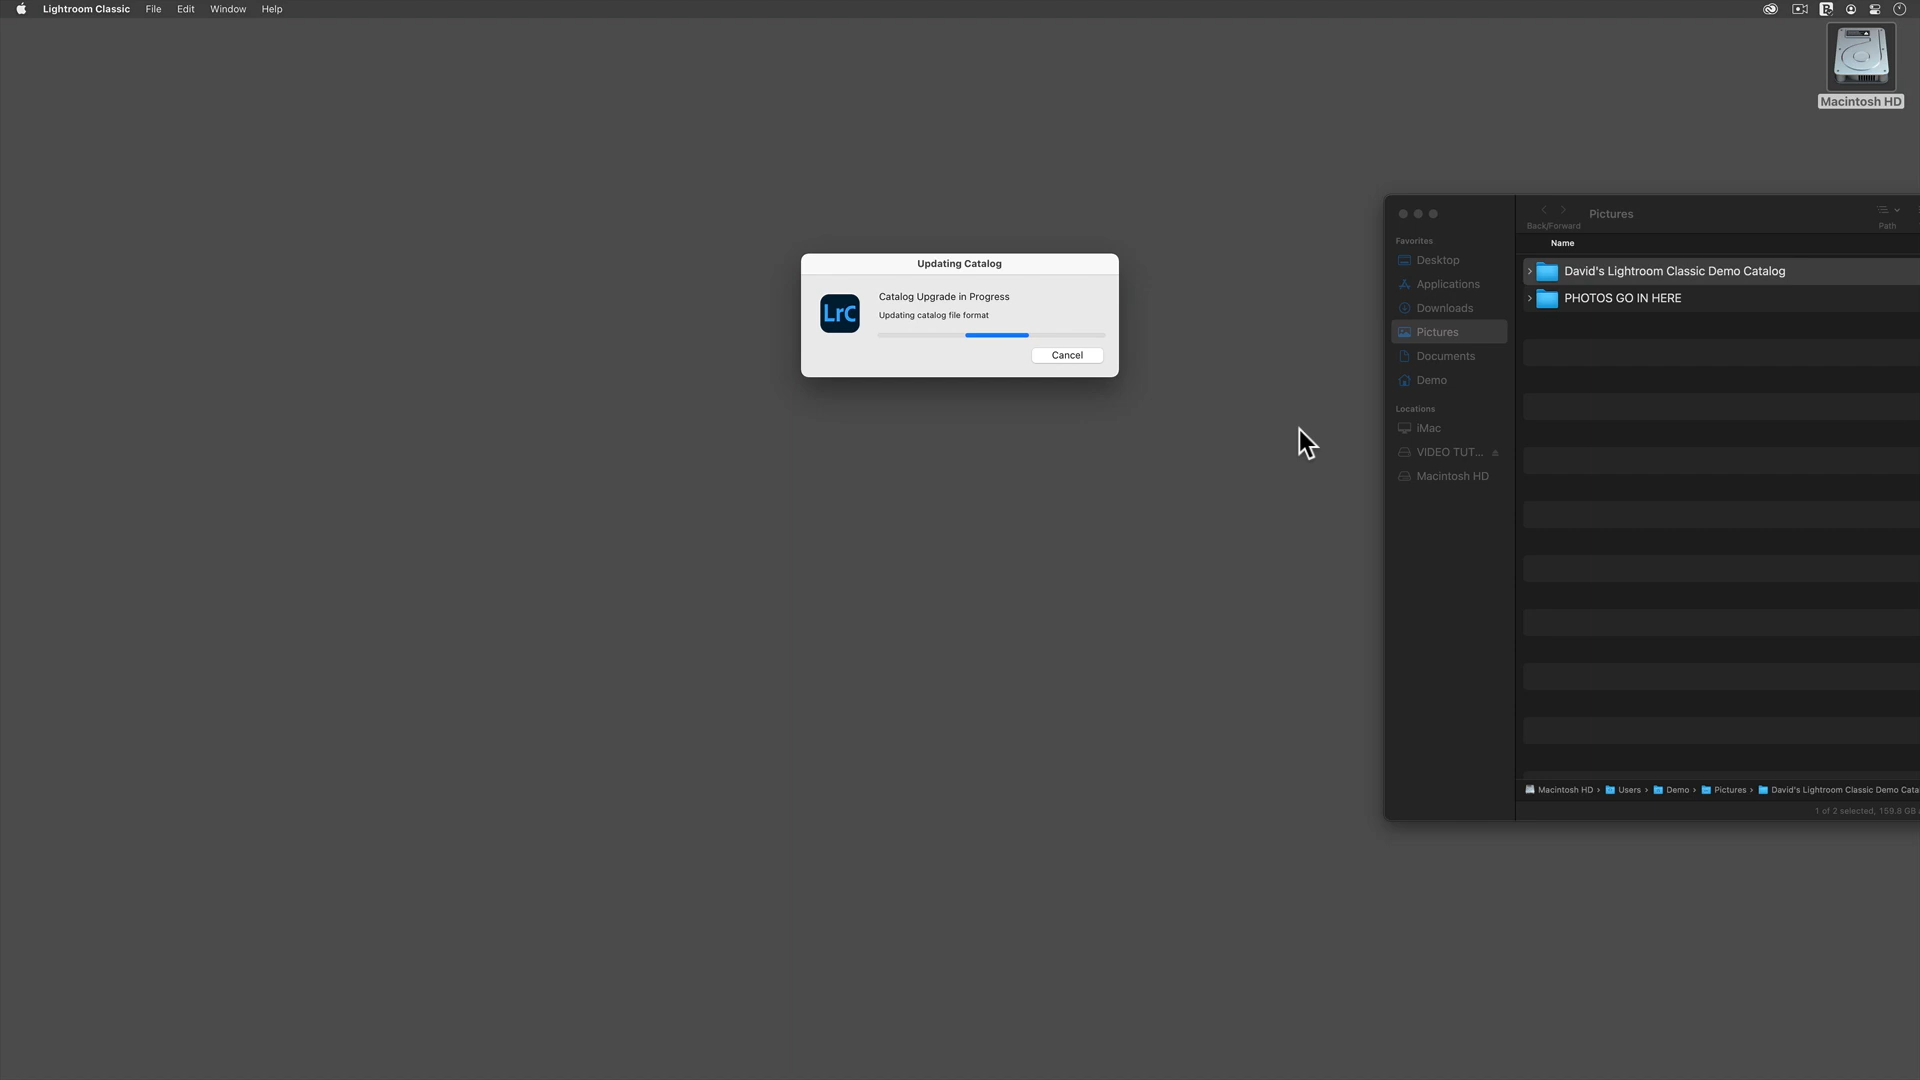 Lightroom Classic File Edit Window Help
Macintosh HD
Updating Catalog
LrC
Catalog Upgrade in Progress
Updating catalog file format
Cancel
Pictures
Back/Forward
Path
Name
Favorites
Desktop
Applications
Downloads
Pictures
Documents
Demo
Locations
iMac
VIDEO TUT...
Macintosh HD
David's Lightroom Classic Demo Catalog
PHOTOS GO IN HERE
Macintosh HD › Users › Demo › Pictures › David's Lightroom Classic Demo Cata
1 of 2 selected, 159.8 GB